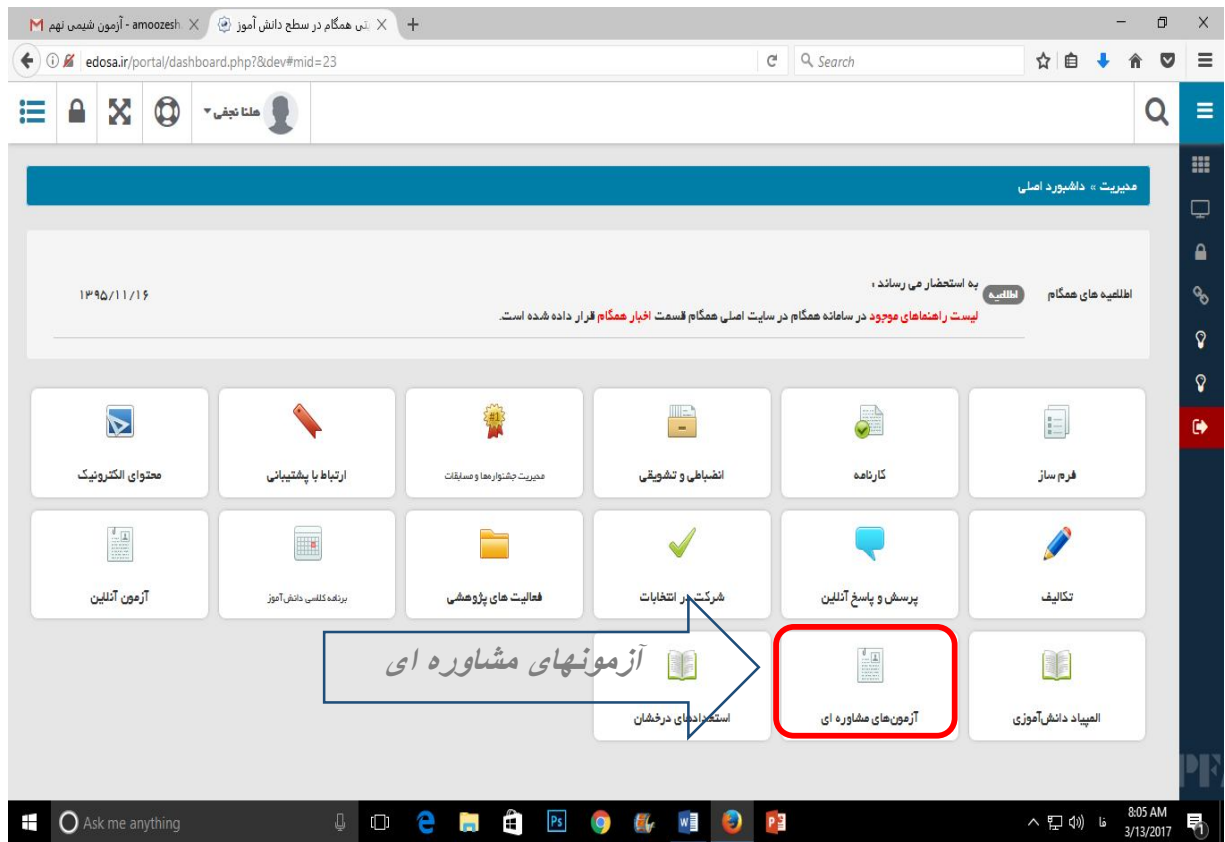 آزمون شیمی نهم - amoozesh
تی همگام در سطح دانش آموز
edosa.ir/portal/dashboard.php?&dev#mid=23
Search
هلنا نجفی
مدیریت » داشبورد اصلی
اطلاعیه های همگام
اطلاعیه
به استحضار می رساند ،
لیست راهنماهای موجود در سامانه همگام در سایت اصلی همگام قسمت اخبار همگام قرار داده شده است.
۱۳۹۵/۱۱/۱۶
فرم ساز
کارنامه
انضباطی و تشویقی
مدیریت جشنواره‌ها و مسابقات
ارتباط با پشتیبانی
محتوای الکترونیک
تکالیف
پرسش و پاسخ آنلاین
شرکت در انتخابات
فعالیت های پژوهشی
برنامه کلاسی دانش آموز
آزمون آنلاین
المپیاد دانش‌آموزی
آزمون‌های مشاوره ای
استعدادهای درخشان
آزمونهای مشاوره ای
Ask me anything
فا
8:05 AM
3/13/2017